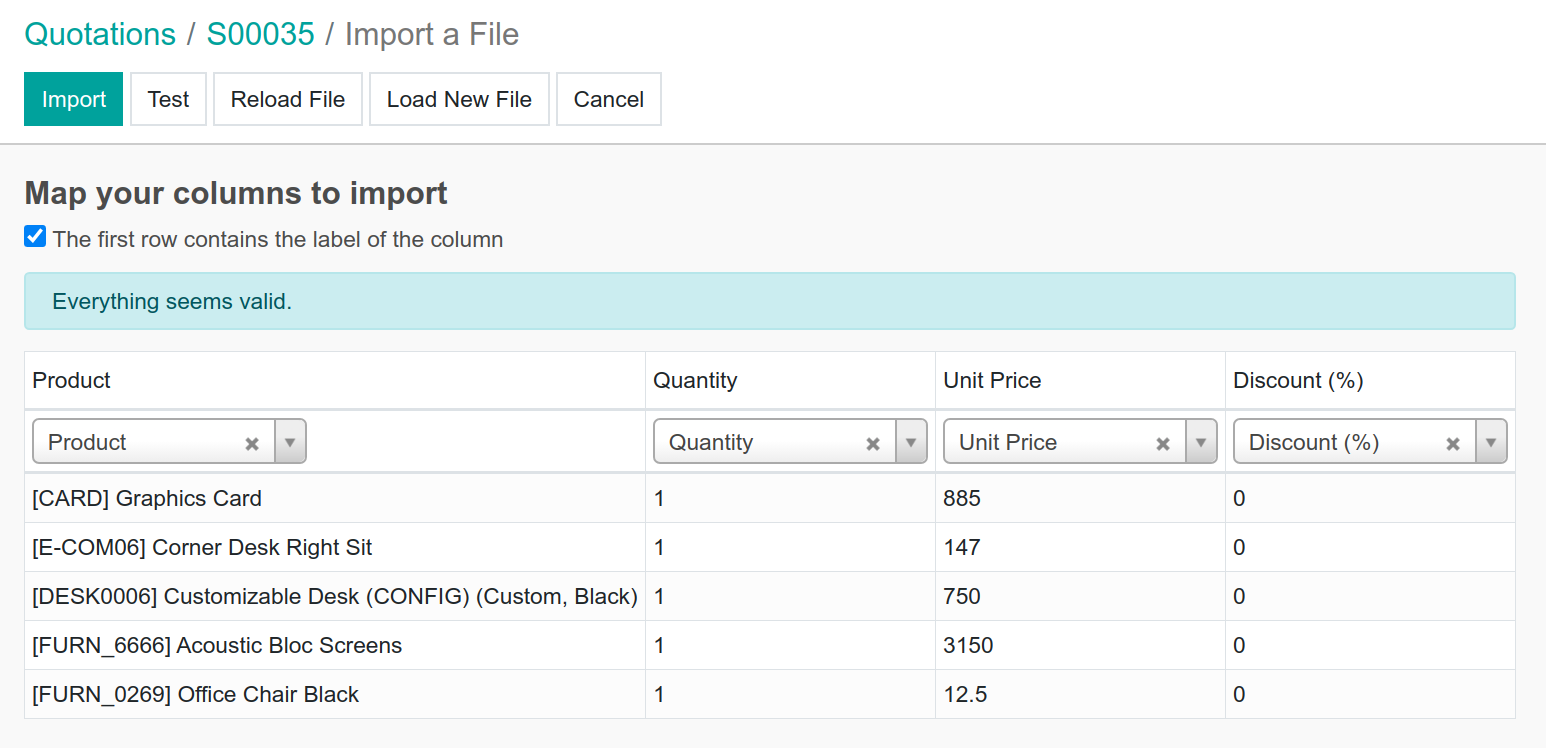 Quotations / S00035 / Import a File
Import Test Reload File Load New File Cancel
Map your columns to import
The first row contains the label of the column
Everything seems valid.
Product Quantity Unit Price Discount (%)
Product Quantity Unit Price Discount (%)
[CARD] Graphics Card 1 885 0
[E-COM06] Corner Desk Right Sit 1 147 0
[DESK0006] Customizable Desk (CONFIG) (Custom, Black) 1 750 0
[FURN_6666] Acoustic Bloc Screens 1 3150 0
[FURN_0269] Office Chair Black 1 12.5 0